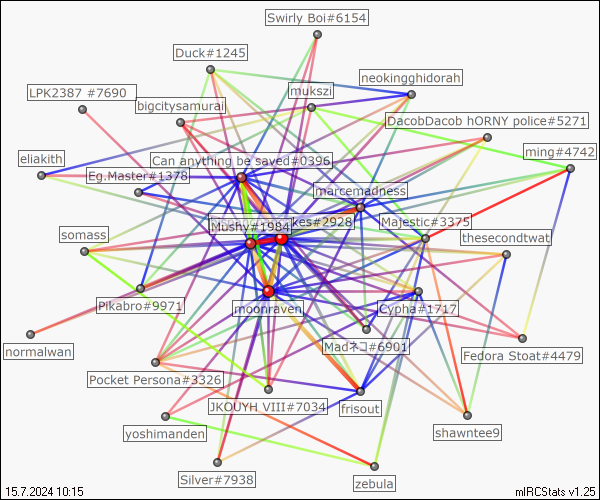 Swirly Boi#6154
Duck#1245
neokingghidorah
LPK2387 #7690
mukszi
bigcitysamurai
DacobDacob hORNY police#5271
ming#4742
eliakith
Can anything be saved#0396
Eg.Master#1378
marcemadness
Mushy#1984
kes#2928
Majestic#3375
somass
thesecondtwat
Pikabro#9971
moonraven
Cypha#1717
normalwan
Madネコ#6901
Fedora Stoat#4479
Pocket Persona#3326
JKOUYH VIII#7034
frisout
yoshimanden
shawntee9
Silver#7938
zebula
15.7.2024 10:15
mIRCStats v1.25